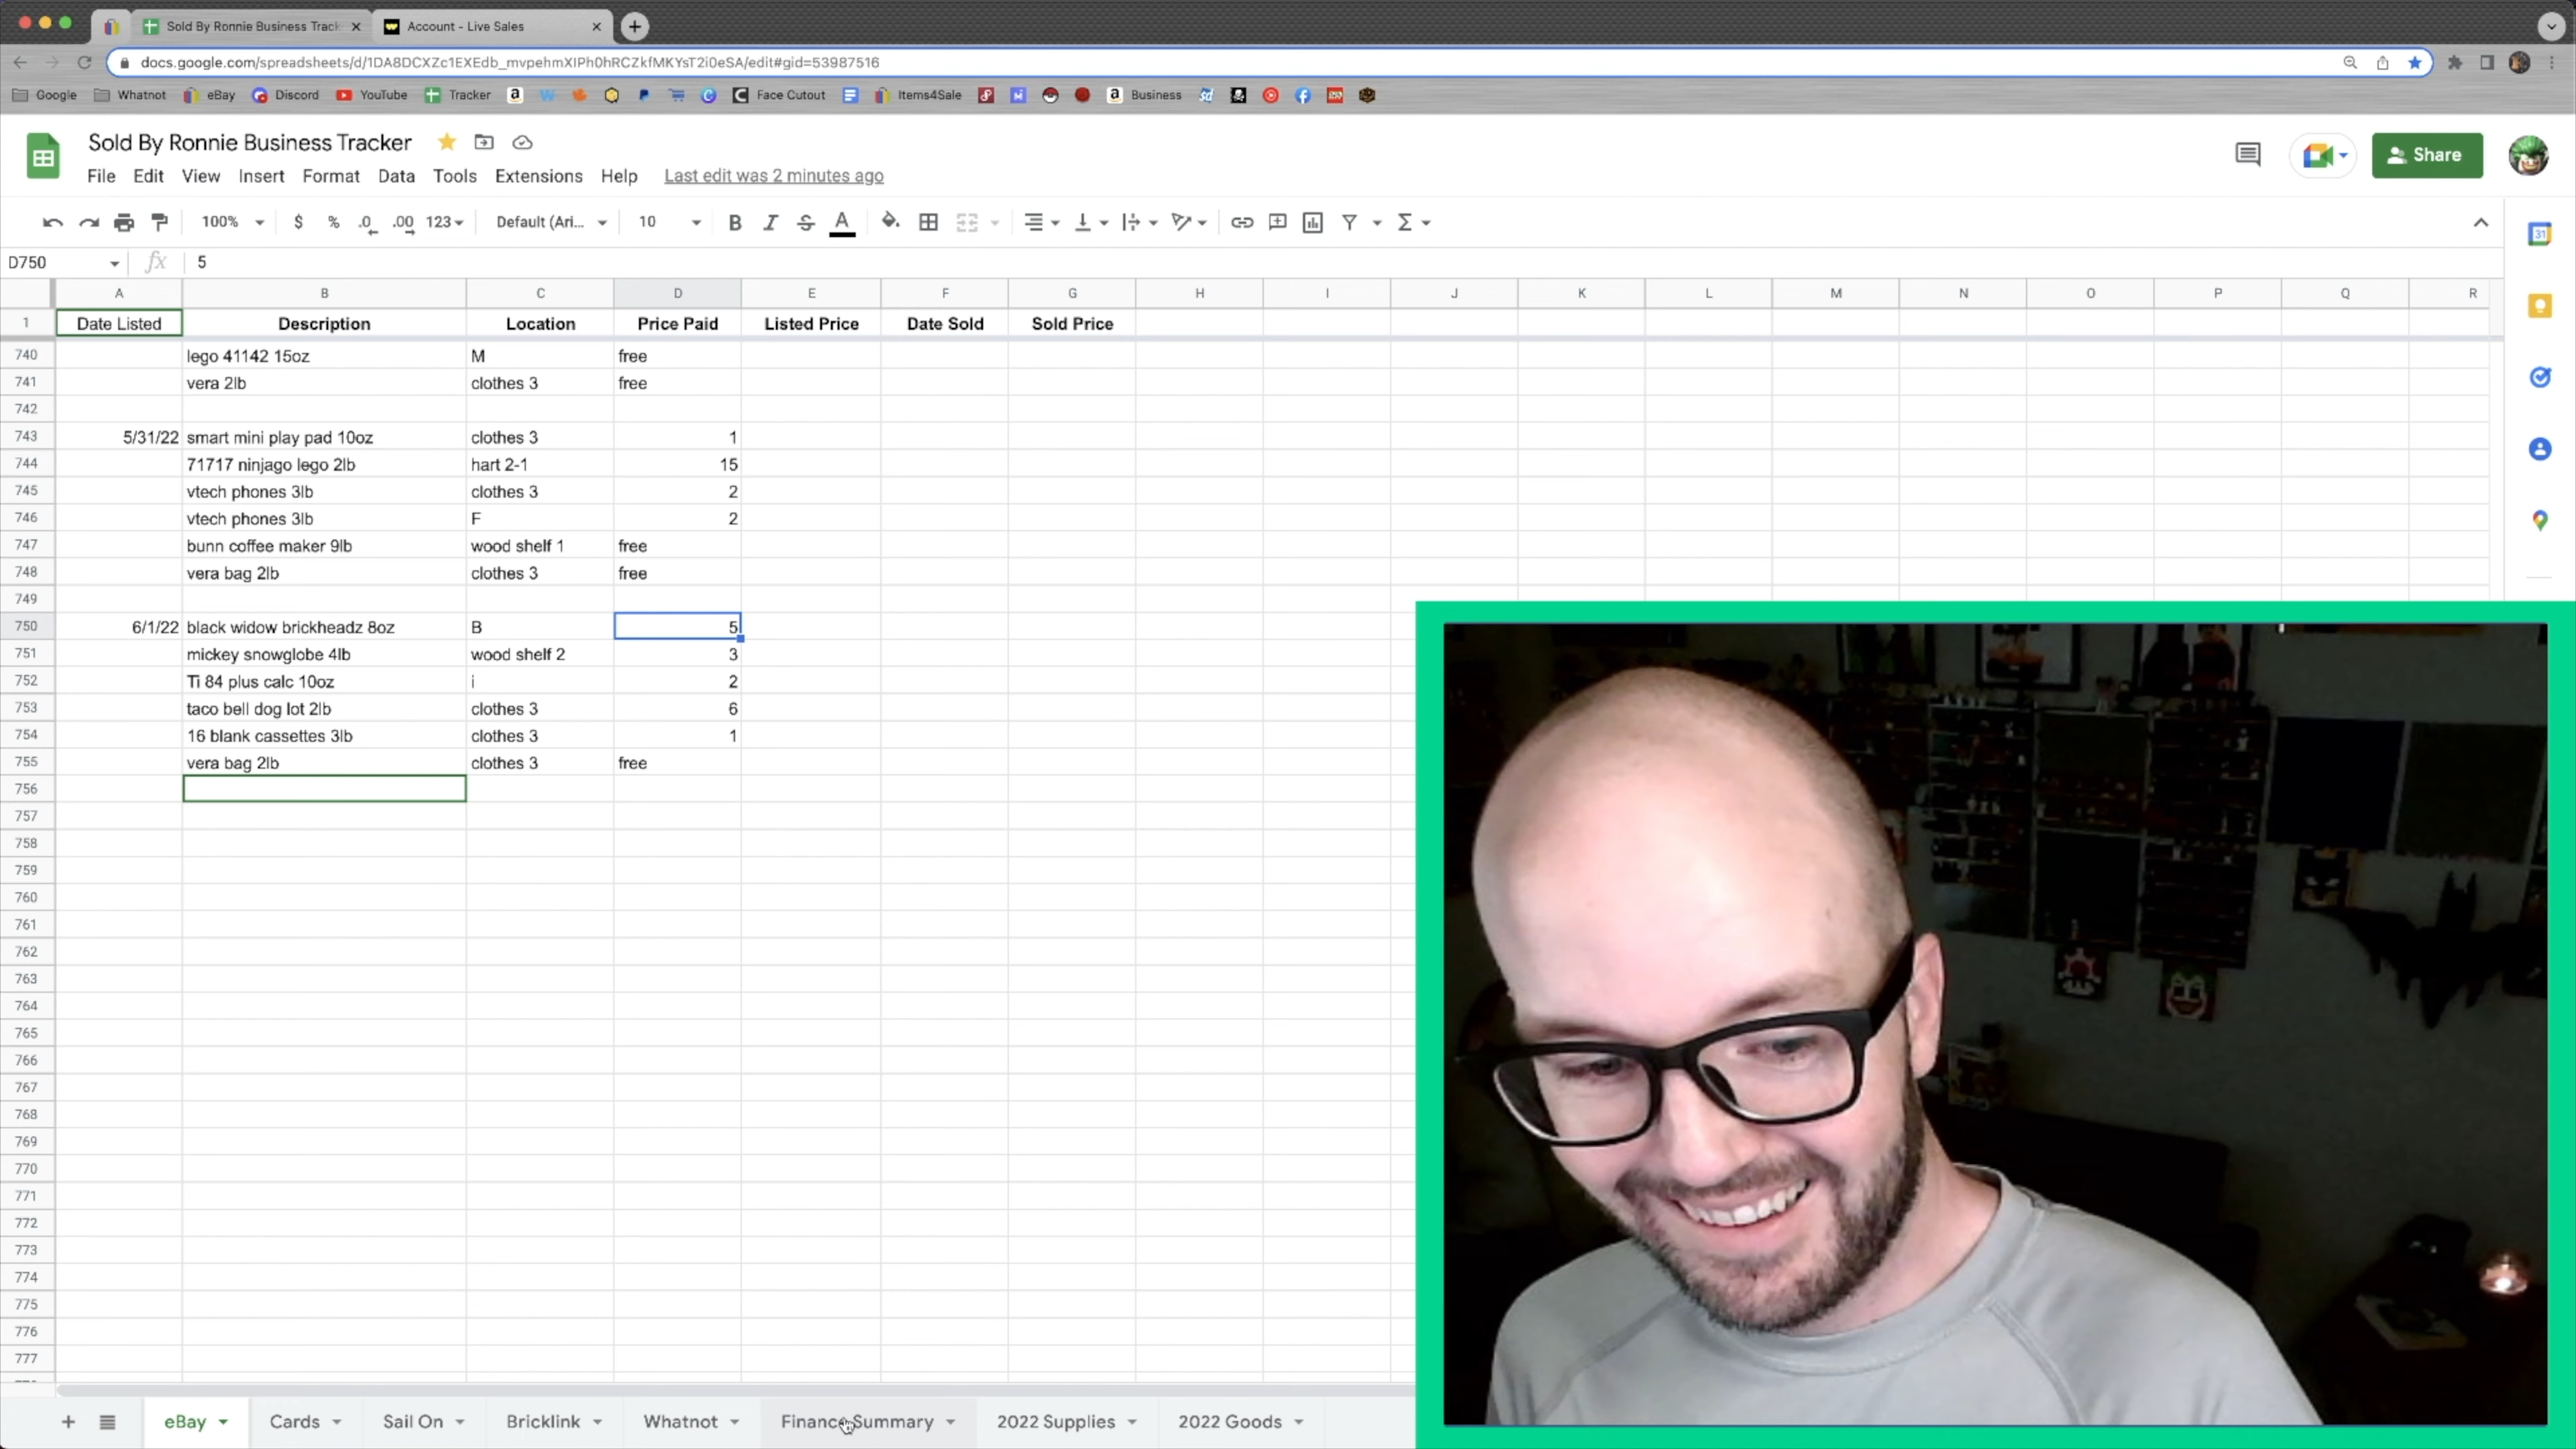 Sold By Ronnie Business Track
Account - Live Sales
docs.google.com/spreadsheets/d/1DA8DCXZc1EXEdb_mvpehmXIPh0hRCZkfMKYsT2i0eSA/edit#gid=53987516
Google Whatnot eBay Discord YouTube Tracker Face Cutout Items4Sale Business
Sold By Ronnie Business Tracker
Share
File Edit View Insert Format Data Tools Extensions Help Last edit was 2 minutes ago
100% $ % .0 .00 123 Default (Ari... 10 B I S A
D750 fx 5
A B C D E F G H I J K L M N O P Q R
1 Date Listed Description Location Price Paid Listed Price Date Sold Sold Price
740 lego 41142 15oz M free
741 vera 2lb clothes 3 free
742
743 5/31/22 smart mini play pad 10oz clothes 3 1
744 71717 ninjago lego 2lb hart 2-1 15
745 vtech phones 3lb clothes 3 2
746 vtech phones 3lb F 2
747 bunn coffee maker 9lb wood shelf 1 free
748 vera bag 2lb clothes 3 free
749
750 6/1/22 black widow brickheadz 8oz B 5
751 mickey snowglobe 4lb wood shelf 2 3
752 Ti 84 plus calc 10oz i 2
753 taco bell dog lot 2lb clothes 3 6
754 16 blank cassettes 3lb clothes 3 1
755 vera bag 2lb clothes 3 free
756
757
758
759
760
761
762
763
764
765
766
767
768
769
770
771
772
773
774
775
776
777
eBay Cards Sail On Bricklink Whatnot Finance Summary 2022 Supplies 2022 Goods